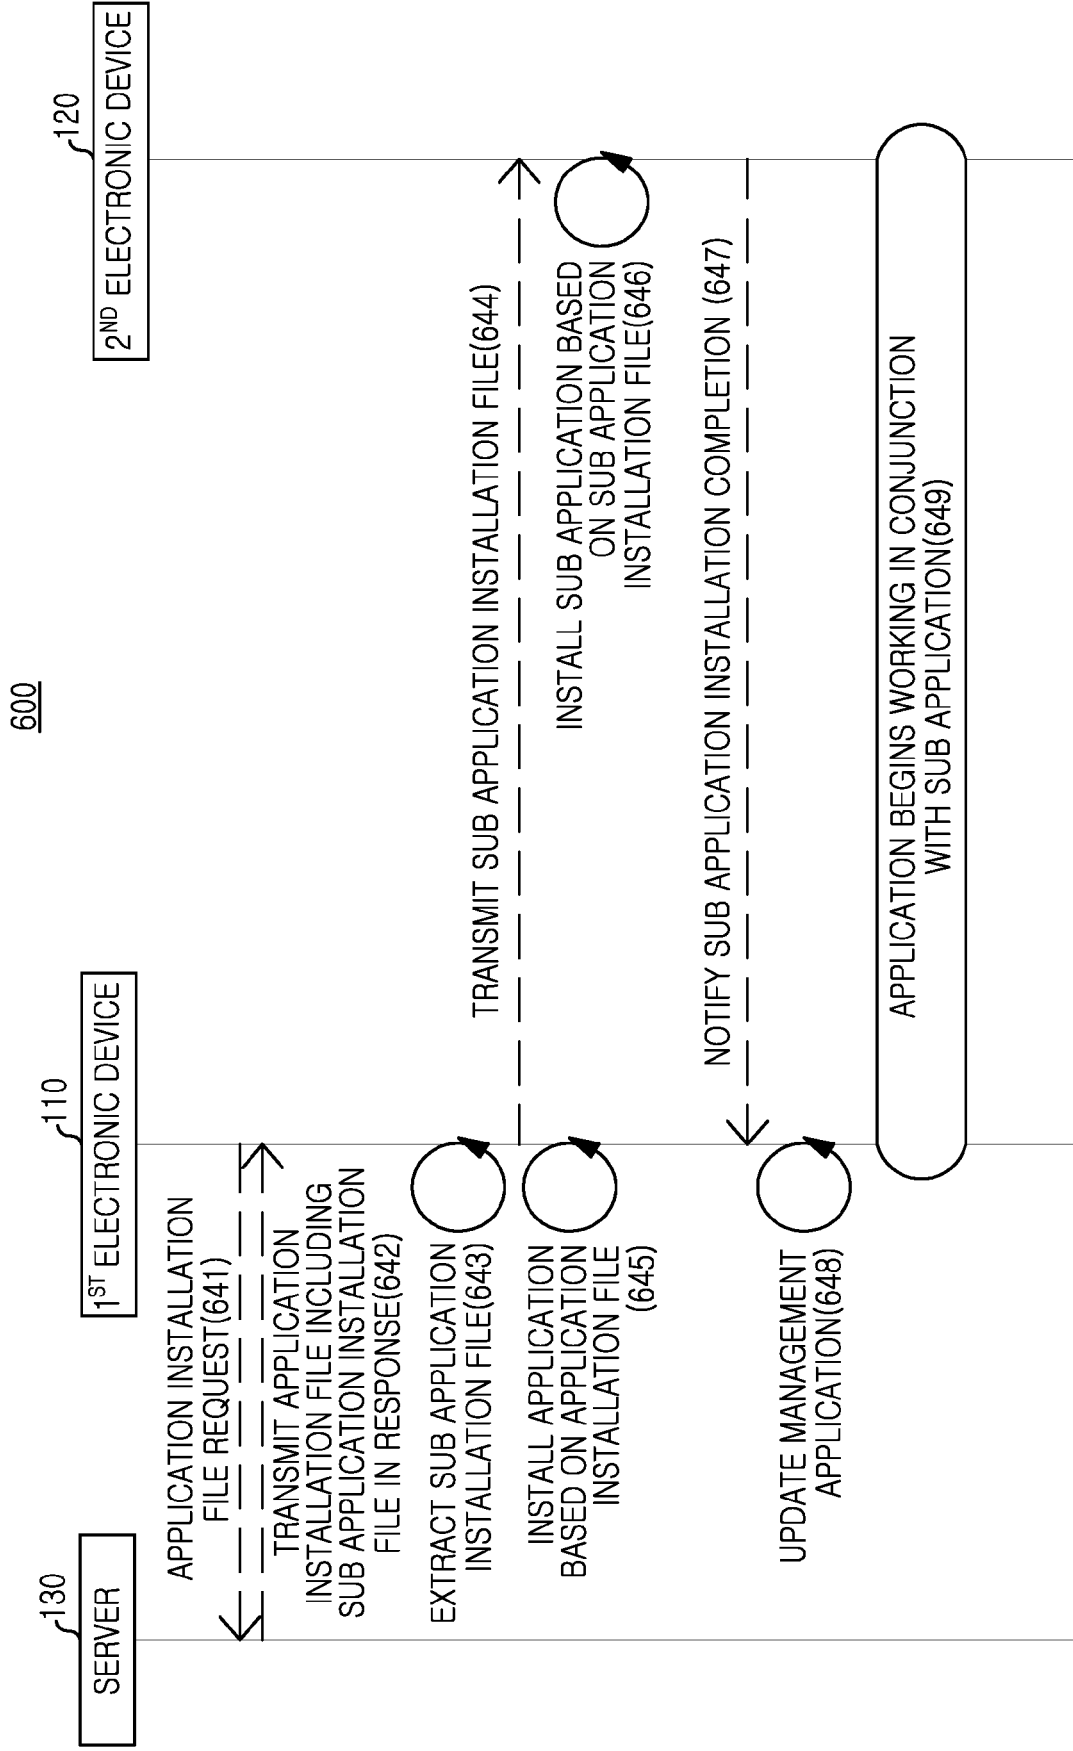 600
130
SERVER
110
1ST ELECTRONIC DEVICE
120
2ND ELECTRONIC DEVICE
APPLICATION INSTALLATION
FILE REQUEST(641)
TRANSMIT APPLICATION
INSTALLATION FILE INCLUDING
SUB APPLICATION INSTALLATION
FILE IN RESPONSE(642)
EXTRACT SUB APPLICATION
INSTALLATION FILE(643)
TRANSMIT SUB APPLICATION INSTALLATION FILE(644)
INSTALL APPLICATION
BASED ON APPLICATION
INSTALLATION FILE
(645)
INSTALL SUB APPLICATION BASED
ON SUB APPLICATION
INSTALLATION FILE(646)
NOTIFY SUB APPLICATION INSTALLATION COMPLETION (647)
UPDATE MANAGEMENT
APPLICATION(648)
APPLICATION BEGINS WORKING IN CONJUNCTION
WITH SUB APPLICATION(649)